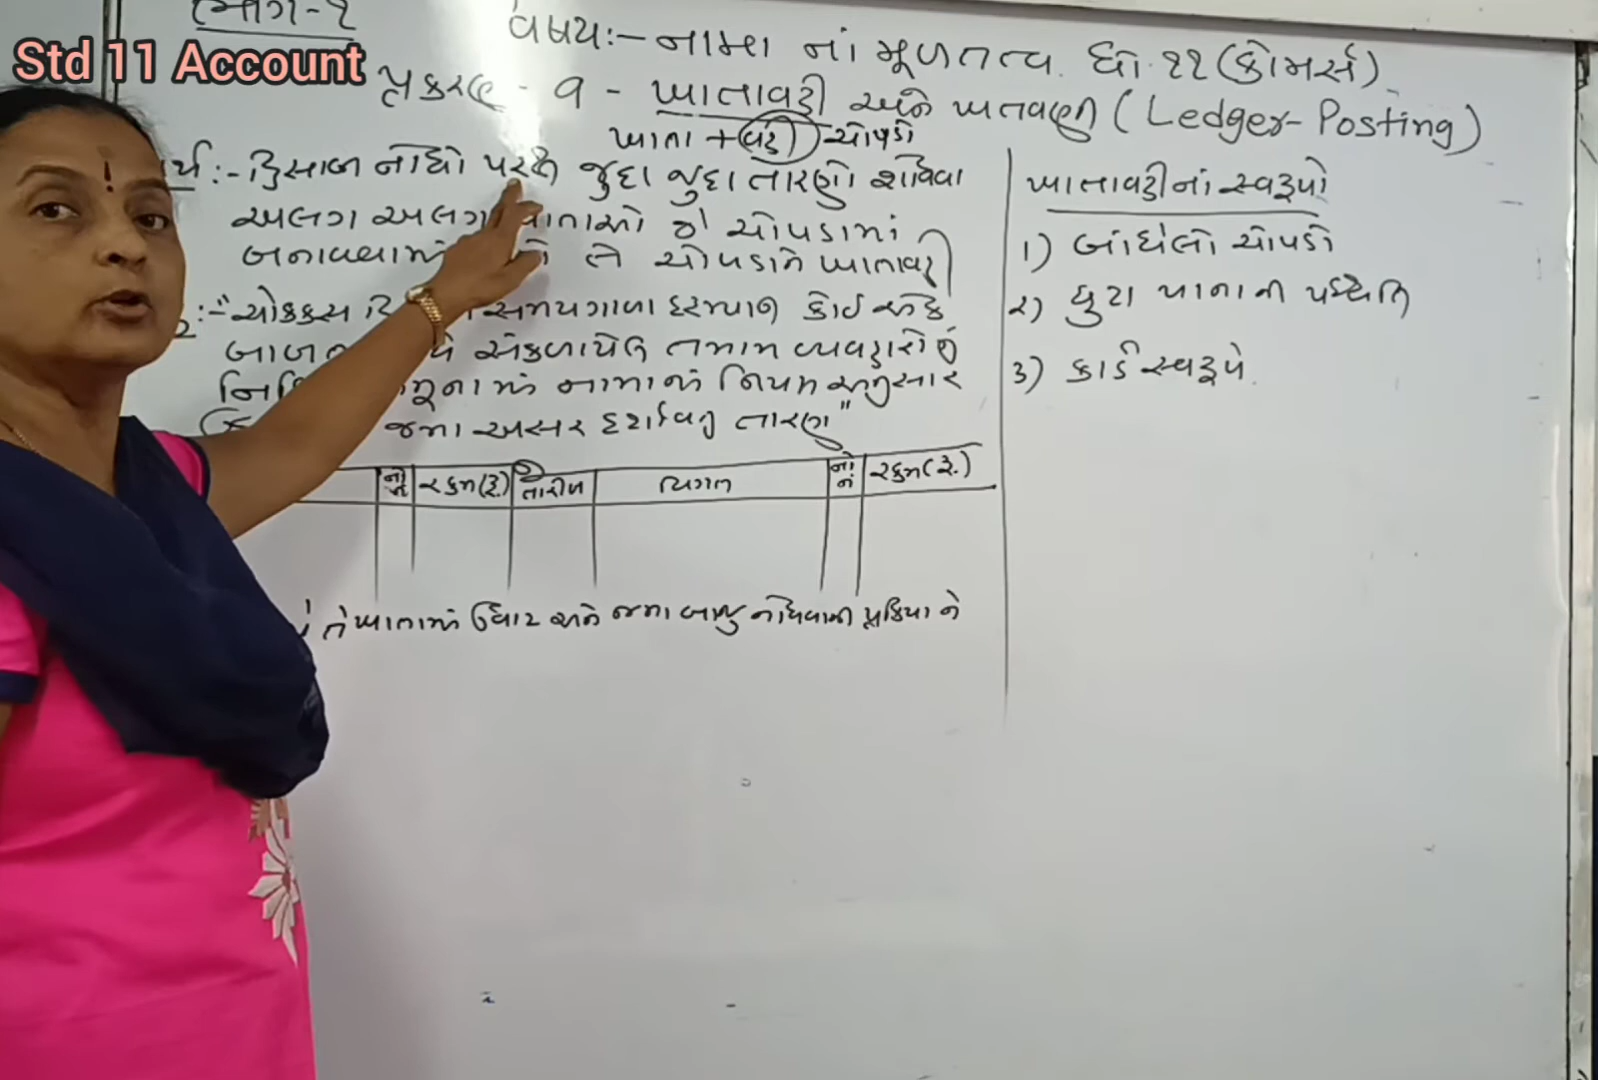 ભાગ-૧
Std 11 Account
વિષય:- નામા નાં મૂળતત્વ ધો.૧૧ (કોમર્સ)
પ્રકરણ - ૭ - ખાતાવહી અને ખતવણી (Ledger-Posting)
ખાતા + વહી ચોપડો
ર્થ:- હિસાબ નોંધો પરથી જુદા જુદા તારણો શોધવા
અલગ અલગ ખાતાઓ જે ચોપડામાં
બનાવવામાં તે ચોપડાને ખાતાવહી
:- "ચોક્કસ સમયગાળા દરમ્યાન કોઈ એક
સંકળાયેલ તમામ વ્યવહારોનું
નમૂનામાં નામાનાં નિયમ અનુસાર
જમા અસર દર્શાવતું તારણ"
રકમ(રૂ.) તારીખ વિગત નોં નં રકમ(રૂ.)
તે ખાતામાં ઉધાર અને જમા બાજુ નોંધવાની પ્રક્રિયા ને
ખાતાવહીનાં સ્વરૂપો
૧) બાંધેલો ચોપડો
૨) છુટા પાનાની પધ્ધતિ
૩) કાર્ડ સ્વરૂપે.